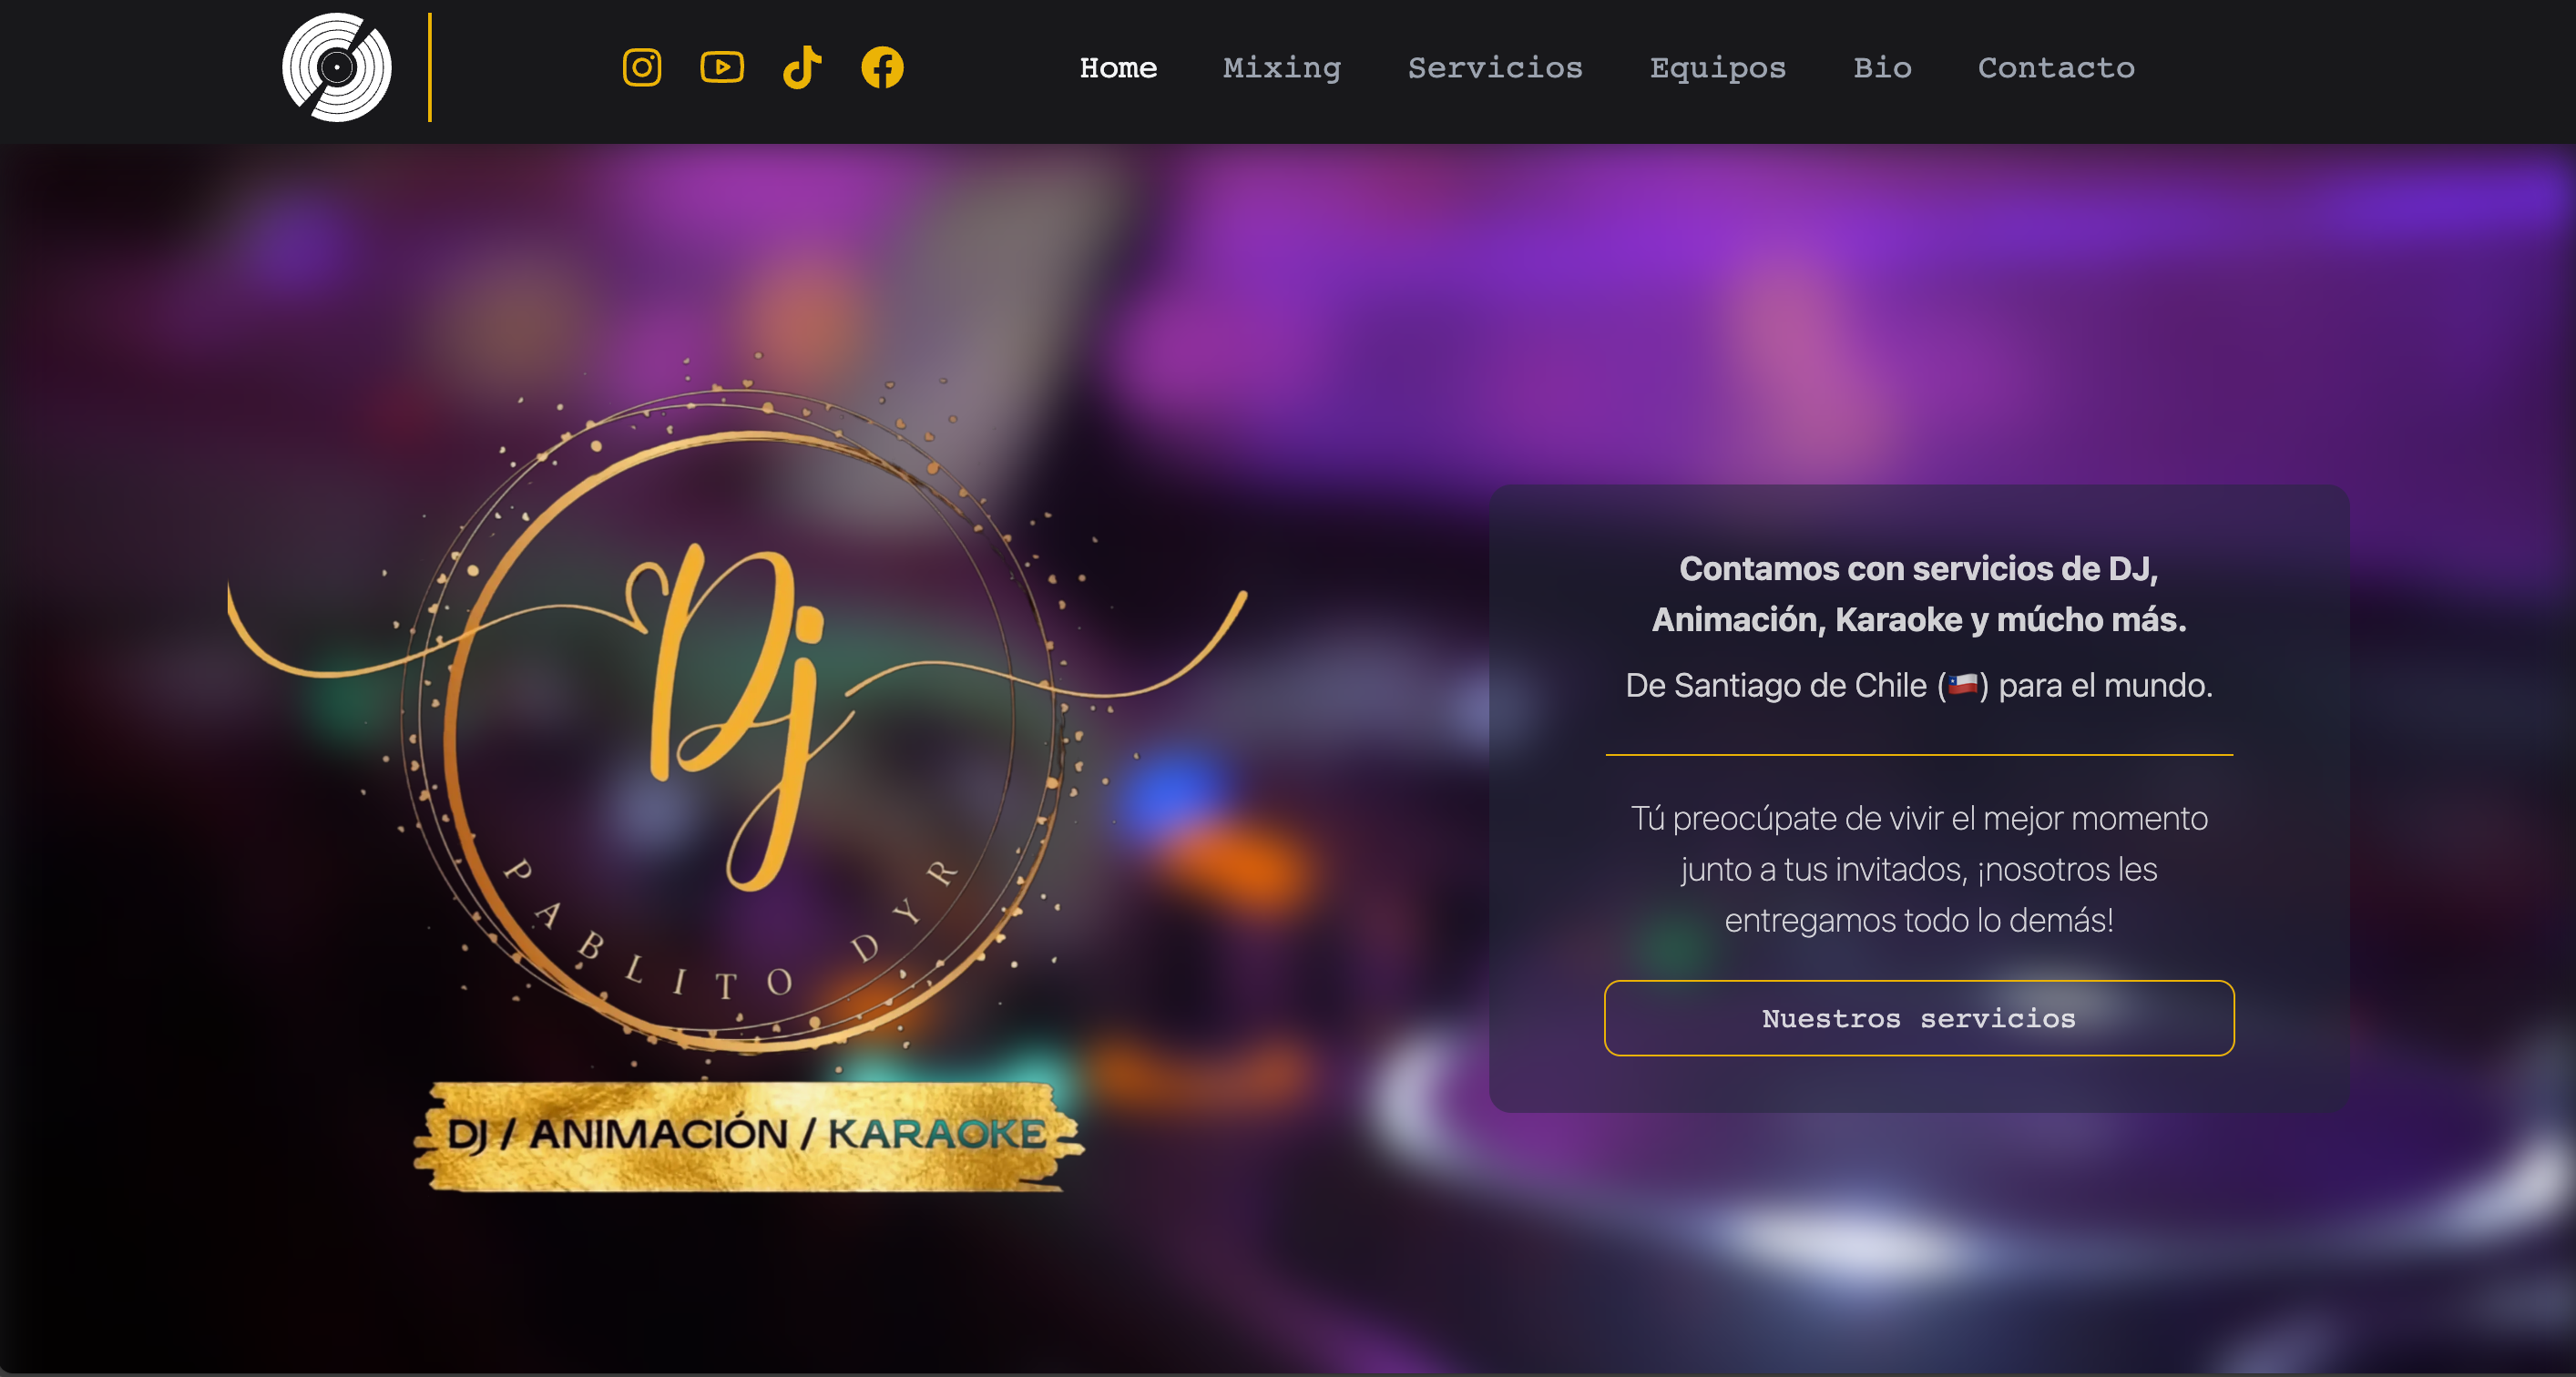 Home Mixing Servicios Equipos Bio Contacto
Dj
PABLITO DYR
DJ / ANIMACIÓN / KARAOKE
Contamos con servicios de DJ,
Animación, Karaoke y múcho más.
De Santiago de Chile (🇨🇱) para el mundo.
Tú preocúpate de vivir el mejor momento
junto a tus invitados, ¡nosotros les
entregamos todo lo demás!
Nuestros servicios